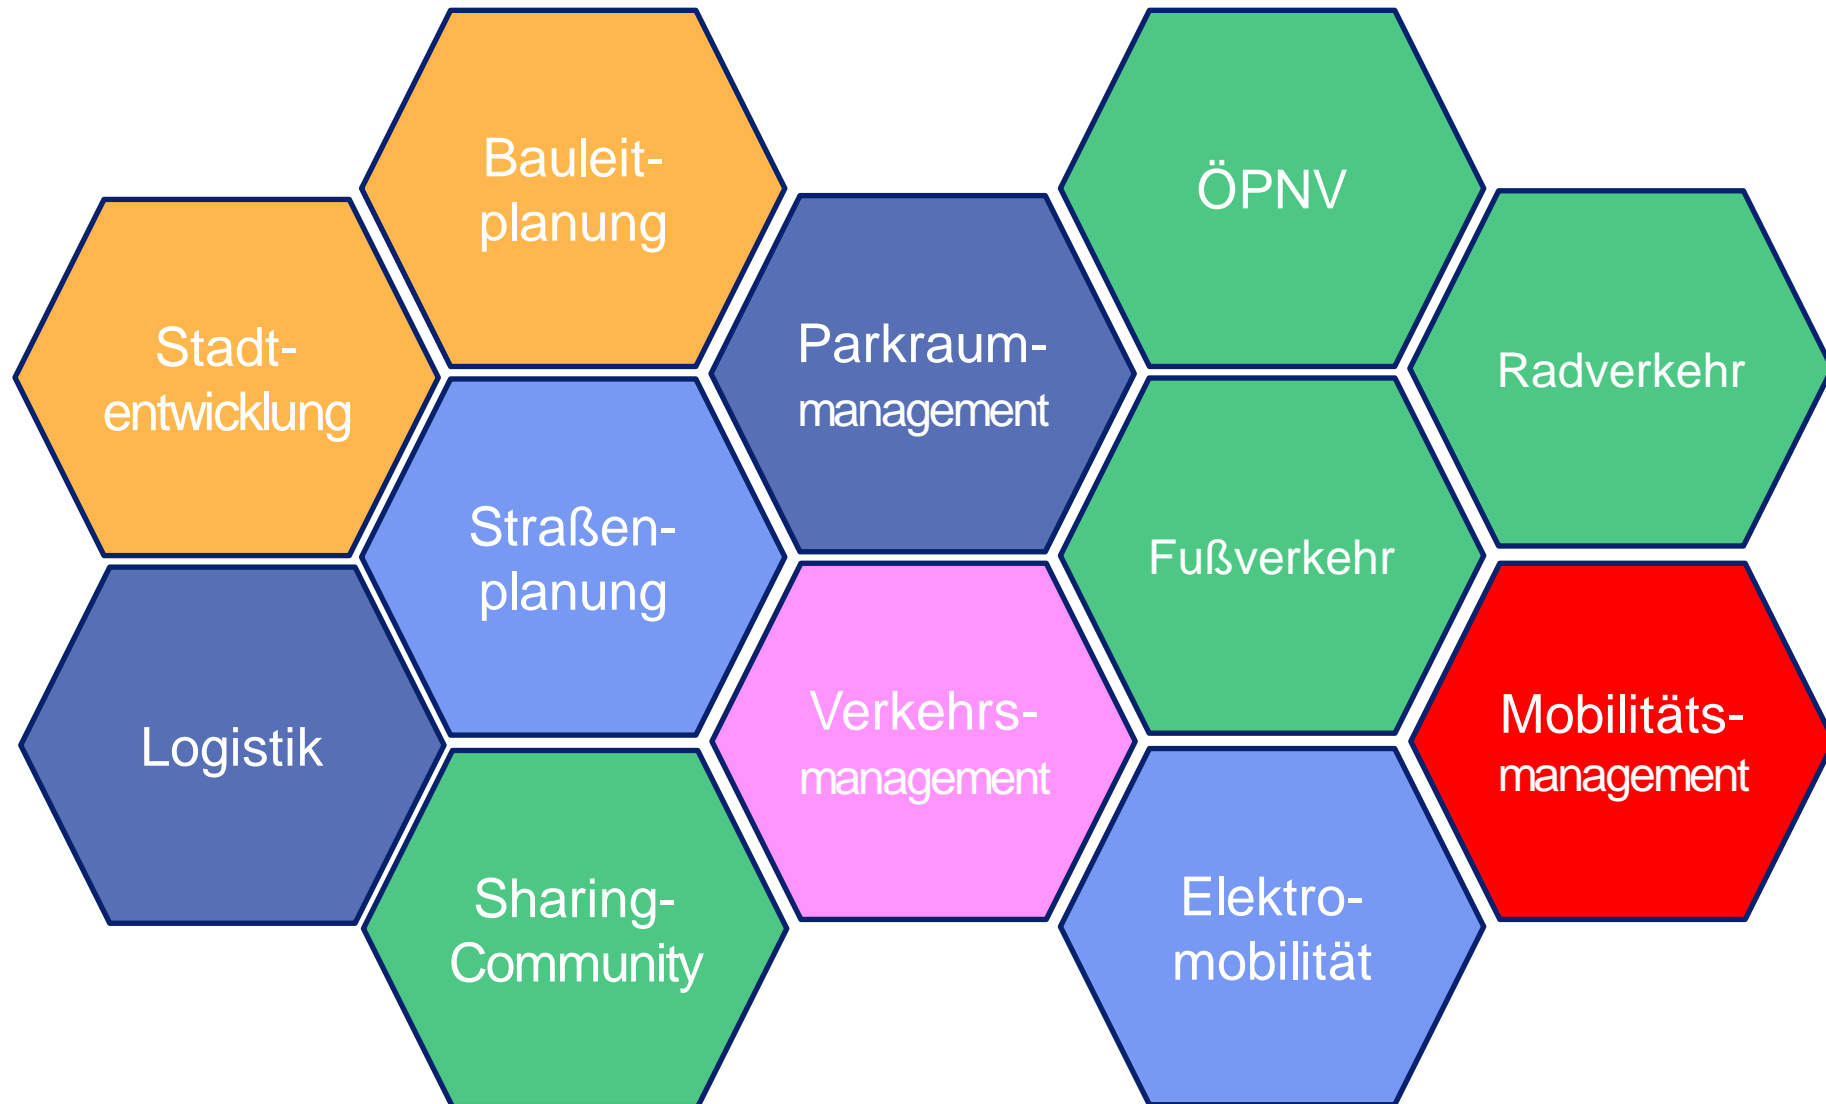 Bauleit-
planung
ÖPNV
Stadt-
entwicklung
Parkraum-
management
Radverkehr
Straßen-
planung
Fußverkehr
Logistik
Verkehrs-
management
Mobilitäts-
management
Sharing-
Community
Elektro-
mobilität